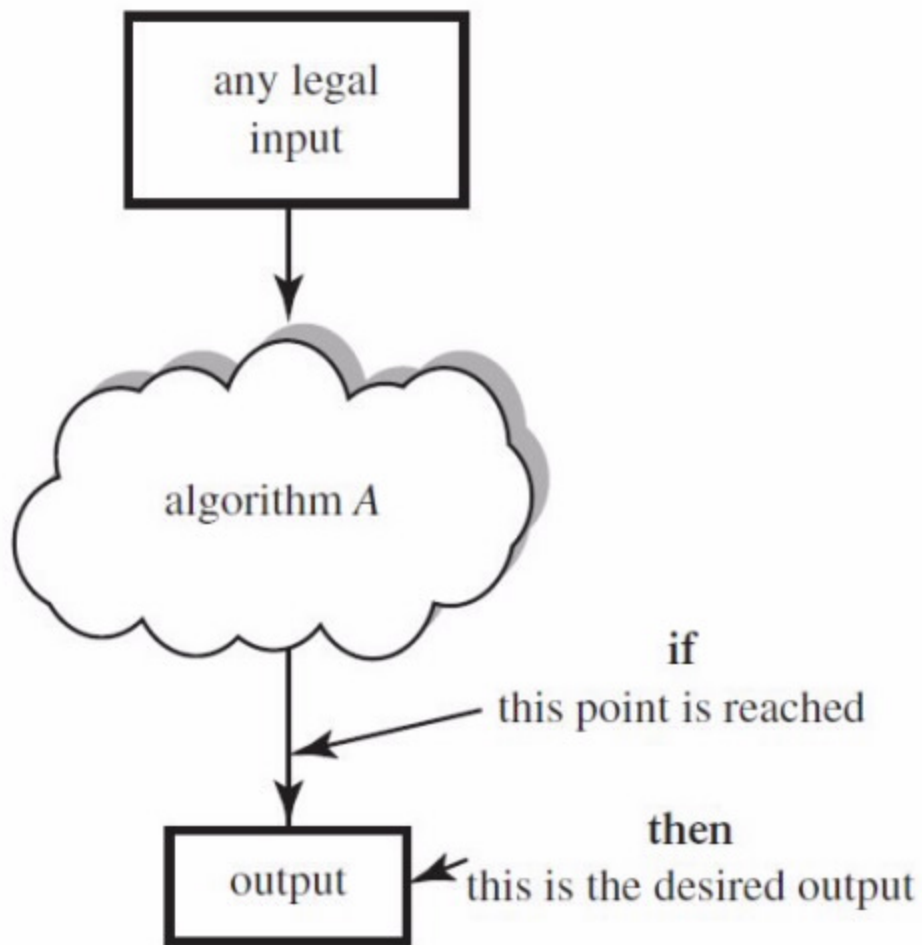 any legal
input
algorithm A
if
this point is reached
then
output
this is the desired output